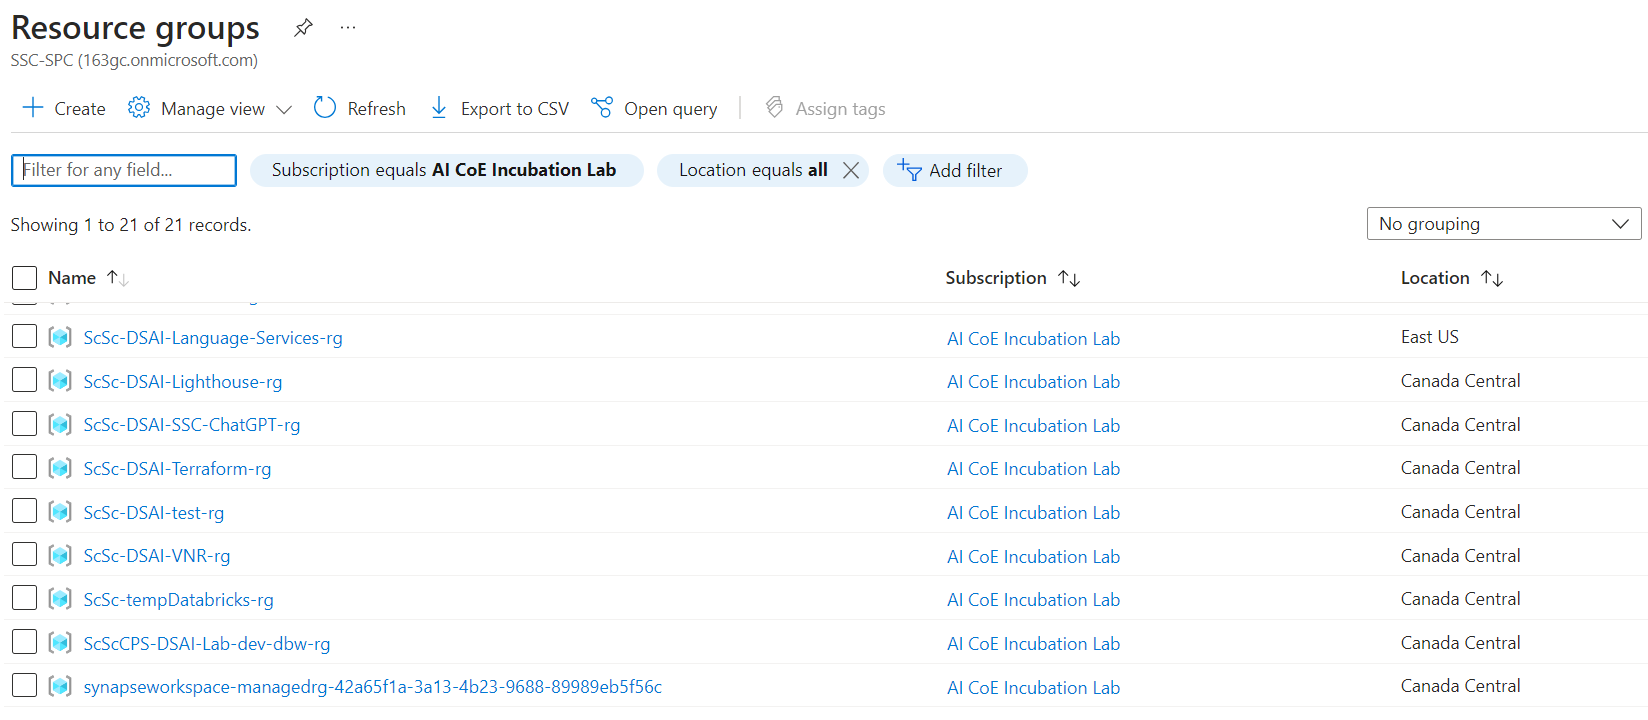 Resource groups
SSC-SPC (163gc.onmicrosoft.com)
Create Manage view Refresh Export to CSV Open query Assign tags
Filter for any field... Subscription equals AI CoE Incubation Lab Location equals all Add filter
Showing 1 to 21 of 21 records. No grouping
Name Subscription Location
ScSc-DSAI-Language-Services-rg AI CoE Incubation Lab East US
ScSc-DSAI-Lighthouse-rg AI CoE Incubation Lab Canada Central
ScSc-DSAI-SSC-ChatGPT-rg AI CoE Incubation Lab Canada Central
ScSc-DSAI-Terraform-rg AI CoE Incubation Lab Canada Central
ScSc-DSAI-test-rg AI CoE Incubation Lab Canada Central
ScSc-DSAI-VNR-rg AI CoE Incubation Lab Canada Central
ScSc-tempDatabricks-rg AI CoE Incubation Lab Canada Central
ScScCPS-DSAI-Lab-dev-dbw-rg AI CoE Incubation Lab Canada Central
synapseworkspace-managedrg-42a65f1a-3a13-4b23-9688-89989eb5f56c AI CoE Incubation Lab Canada Central